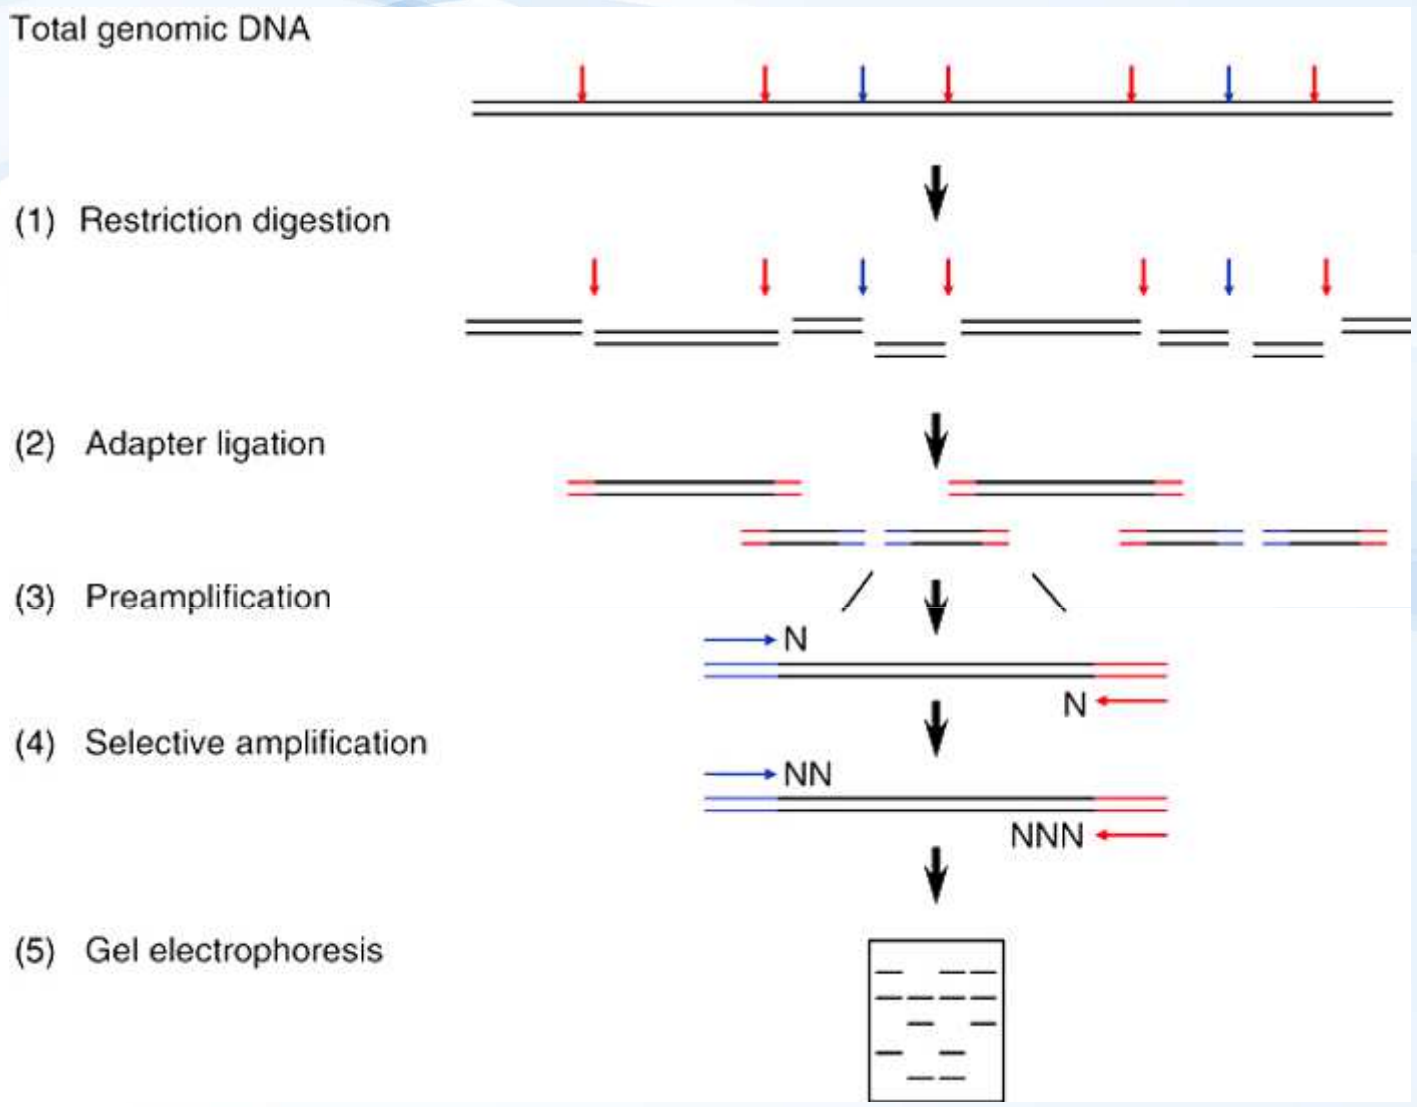 Total genomic DNA
(1) Restriction digestion
(2) Adapter ligation
(3) Preamplification
N
N
(4) Selective amplification
NN
NNN
(5) Gel electrophoresis